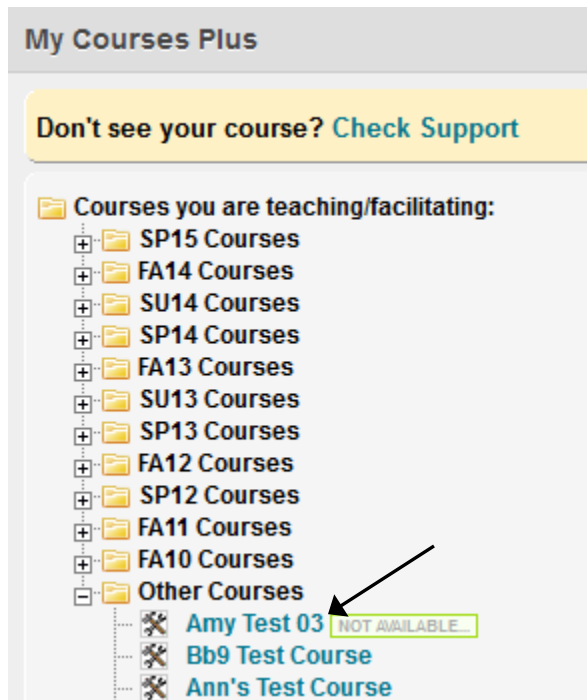 My Courses Plus
Don't see your course? Check Support
Courses you are teaching/facilitating:
SP15 Courses
FA14 Courses
SU14 Courses
SP14 Courses
FA13 Courses
SU13 Courses
SP13 Courses
FA12 Courses
SP12 Courses
FA11 Courses
FA10 Courses
Other Courses
Amy Test 03 NOT AVAILABLE...
Bb9 Test Course
Ann's Test Course